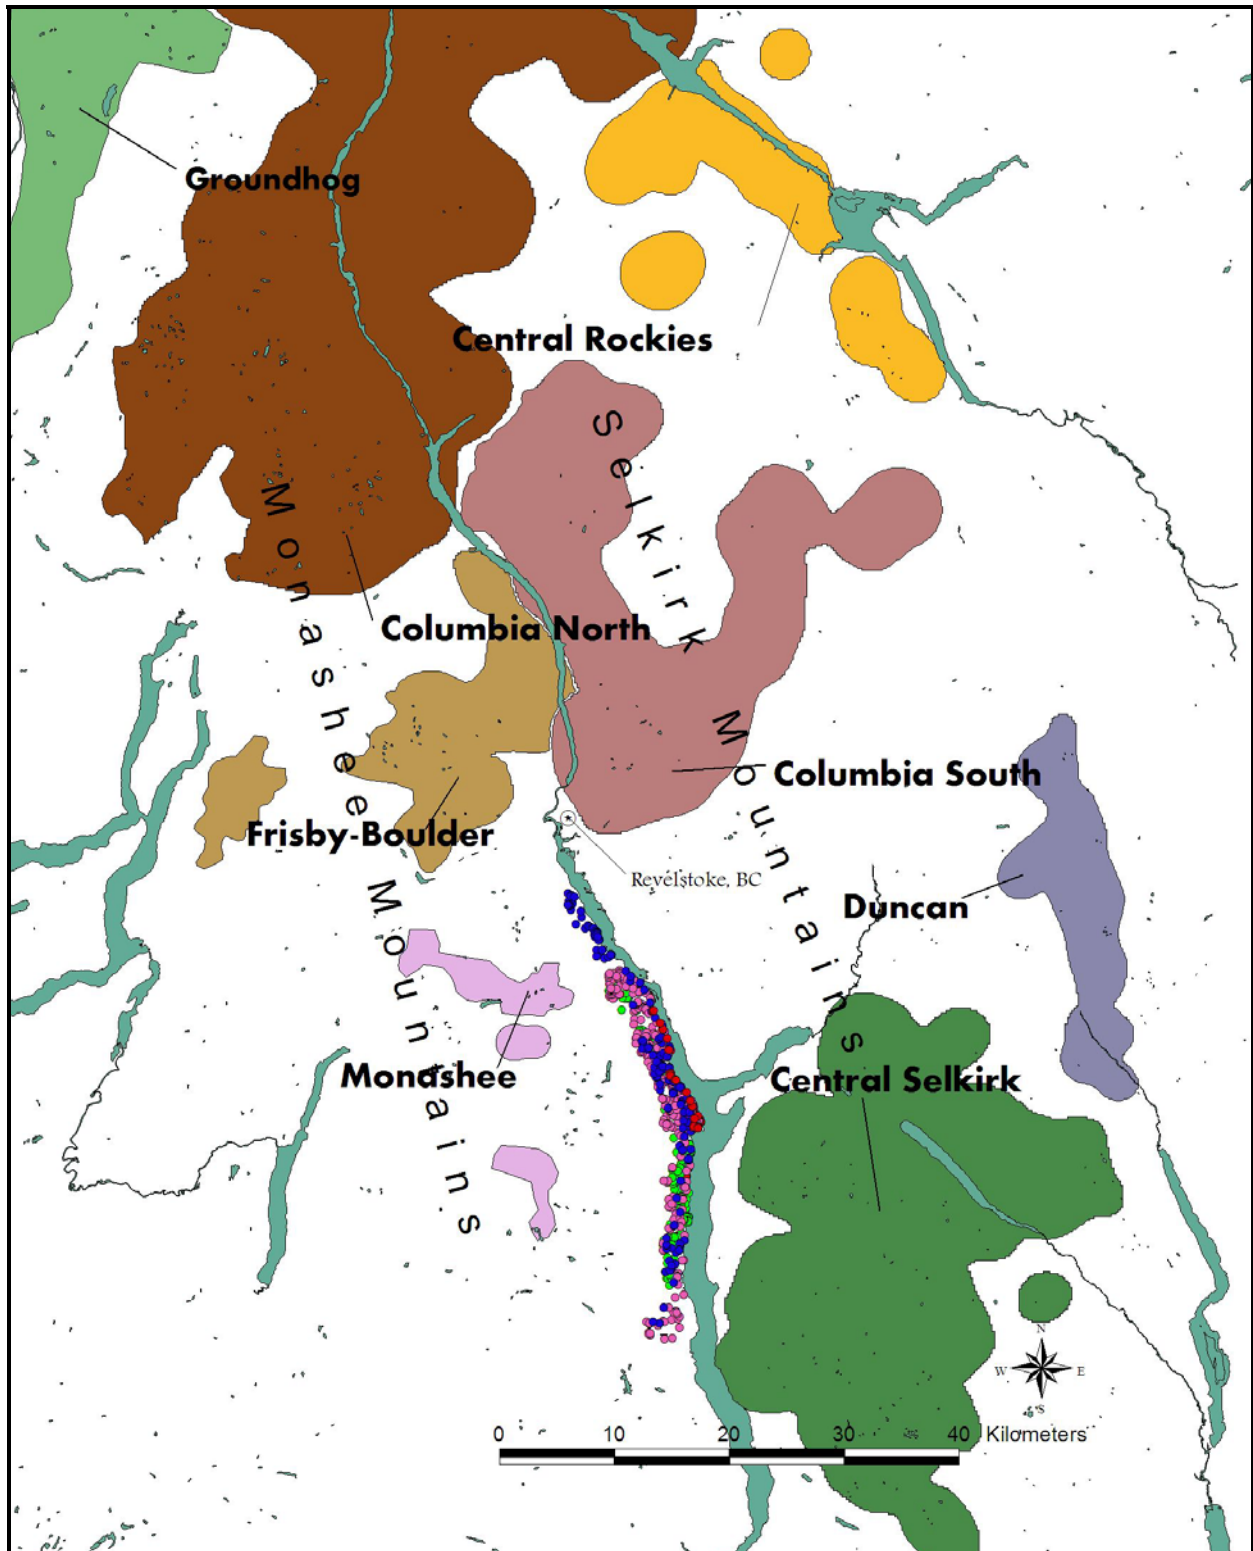 Groundhog
Central Rockies
Selkirk Mountains
Monashee Mountains
Columbia North
Columbia South
Frisby-Boulder
Revelstoke, BC
Duncan
Monashee
Central Selkirk
N
W E
S
0 10 20 30 40 Kilometers